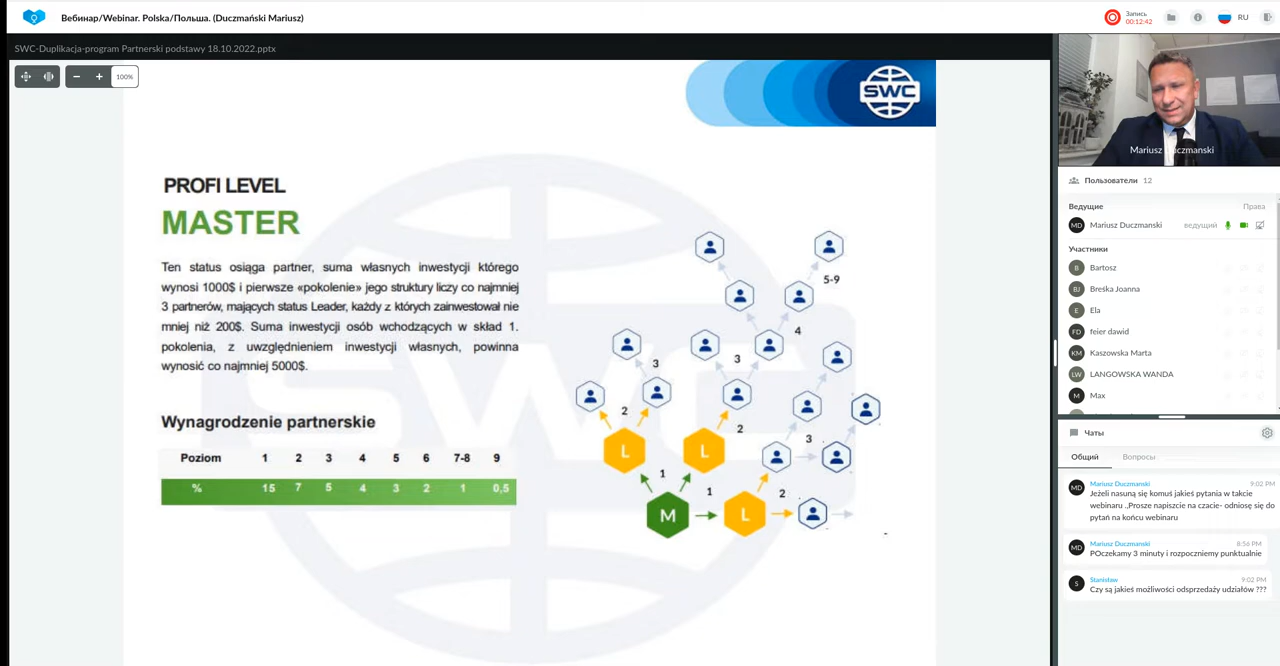 Вебинар/Webinar. Polska/Польша. (Duczmański Mariusz)
Запись
00:12:42
RU
SWC-Duplikacja-program Partnerski podstawy 18.10.2022.pptx
100%
SWC
PROFI LEVEL
MASTER
Ten status osiąga partner, suma własnych inwestycji którego
wynosi 1000$ i pierwsze «pokolenie» jego struktury liczy co najmniej
3 partnerów, mających status Leader, każdy z których zainwestował nie
mniej niż 200$. Suma inwestycji osób wchodzących w skład 1.
pokolenia, z uwzględnieniem inwestycji własnych, powinna
wynosić co najmniej 5000$.
Wynagrodzenie partnerskie
Poziom 1 2 3 4 5 6 7-8 9
% 15 7 5 4 3 2 1 0,5
5-9
4
3
3
2
2
3
L
L
1
1
2
M
L
Mariusz Duczmanski
Пользователи 12
Ведущие Права
MD Mariusz Duczmanski ведущий
Участники
B Bartosz
BJ Breśka Joanna
E Ela
FD feier dawid
KM Kaszowska Marta
LW LANGOWSKA WANDA
M Max
Чаты
Общий Вопросы
MD Mariusz Duczmanski 9:02 PM
Jeżeli nasuną się komuś jakieś pytania w takcie
webinaru ,,Prosze napiszcie na czacie- odniosę się do
pytań na końcu webinaru
MD Mariusz Duczmanski 8:56 PM
POczekamy 3 minuty i rozpoczniemy punktualnie
S Stanisław 9:02 PM
Czy są jakieś możliwości odsprzedaży udziałów ???